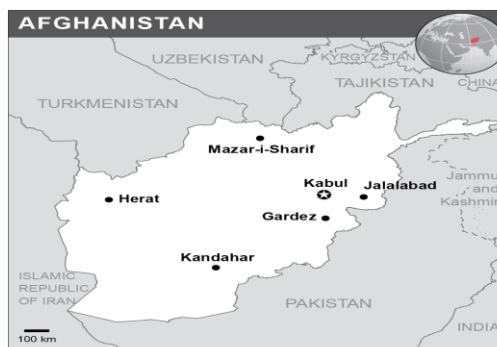 AFGHANISTAN
UZBEKISTAN
KYRGYZSTAN
TAJIKISTAN
CHINA
TURKMENISTAN
Mazar-i-Sharif
Jammu
and
Kashmir
Kabul
Jalalabad
Herat
Gardez
Kandahar
ISLAMIC
REPUBLIC
OF IRAN
PAKISTAN
INDIA
100 km